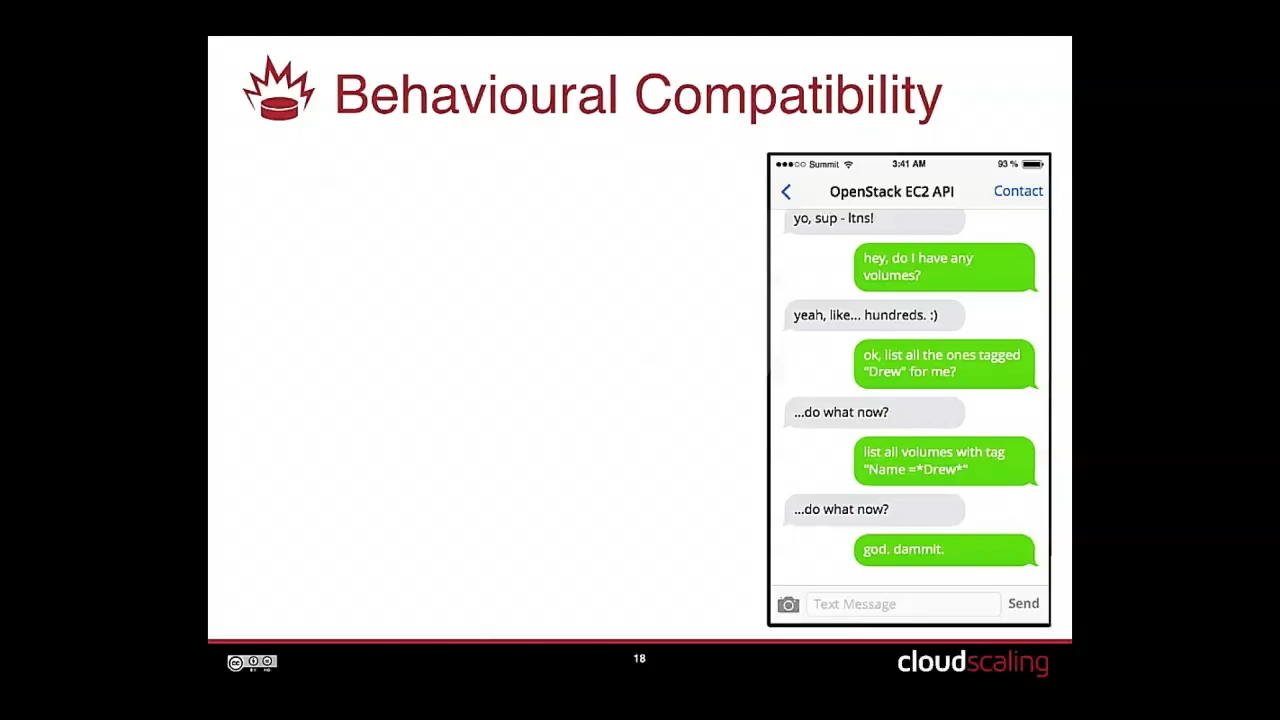 Behavioural Compatibility
Summit 3:41 AM 93 %
OpenStack EC2 API Contact
yo, sup - ltns!
hey, do I have any
volumes?
yeah, like... hundreds. :)
ok, list all the ones tagged
"Drew" for me?
...do what now?
list all volumes with tag
"Name =*Drew*"
...do what now?
god. dammit.
Text Message Send
18
cloudscaling